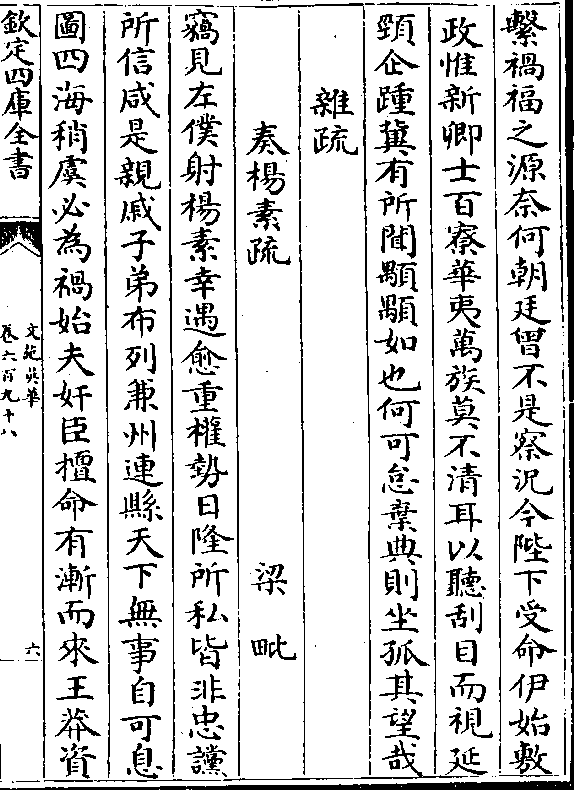 繫禍福之源奈何朝廷曽不是察況今陛下受命伊始敷
政惟新卿士百寮華夷萬族莫不清耳以聽刮目而視延
頸企踵冀有所聞顒顒如也何可怠棄典則坐孤其望哉
雜疏
奏楊素疏 梁毗
竊見左僕射楊素幸遇愈重權勢日隆所私皆非忠讜
所信咸是親戚子弟布列兼州連縣天下無事自可息
圖四海稍虞必為禍始夫奸臣擅命有漸而來王莽資
欽定四庫全書
文苑英華
卷六百九十八
六